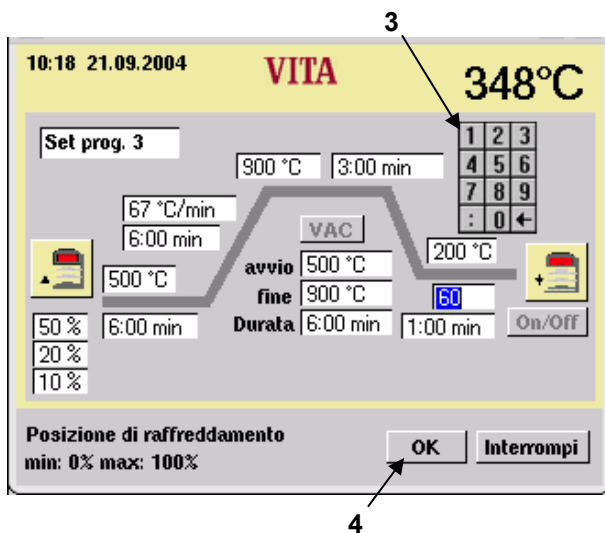 3
10:18 21.09.2004 VITA 348°C
Set prog. 3
1 2 3
4 5 6
7 8 9
: 0 ←
900 °C 3:00 min
67 °C/min
6:00 min
VAC
500 °C
avvio 500 °C
200 °C
fine 900 °C
60
50 % 6:00 min
Durata 6:00 min
1:00 min On/Off
20 %
10 %
Posizione di raffreddamento
min: 0% max: 100%
OK Interrompi
4